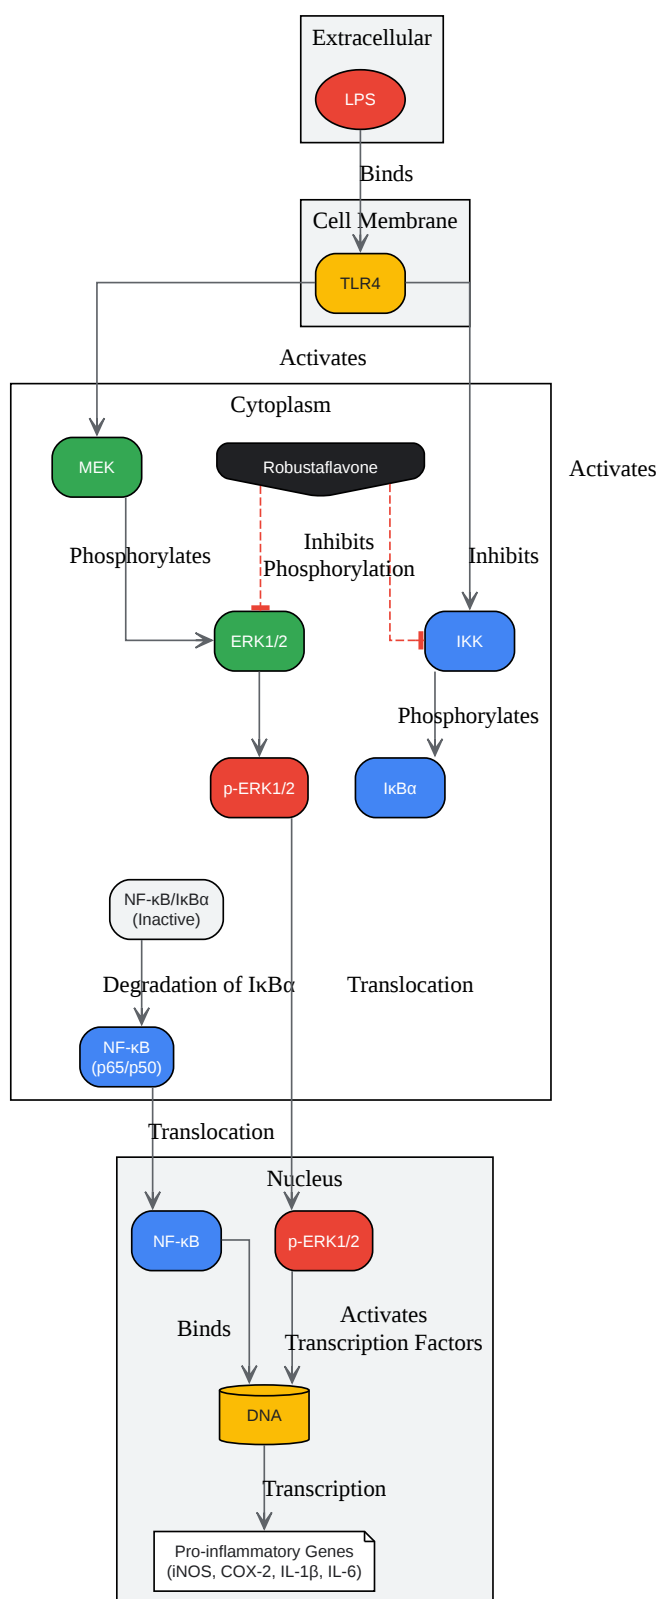 Extracellular
LPS
Binds
Cell Membrane
TLR4
Activates
Cytoplasm
MEK
Robustaflavone
Activates
Phosphorylates
Inhibits
Phosphorylation
Inhibits
ERK1/2
IKK
Phosphorylates
p-ERK1/2
IκBα
NF-κB/IκBα
(Inactive)
Degradation of IκBα
Translocation
NF-κB
(p65/p50)
Translocation
Nucleus
NF-κB
p-ERK1/2
Binds
Activates
Transcription Factors
DNA
Transcription
Pro-inflammatory Genes
(iNOS, COX-2, IL-1β, IL-6)